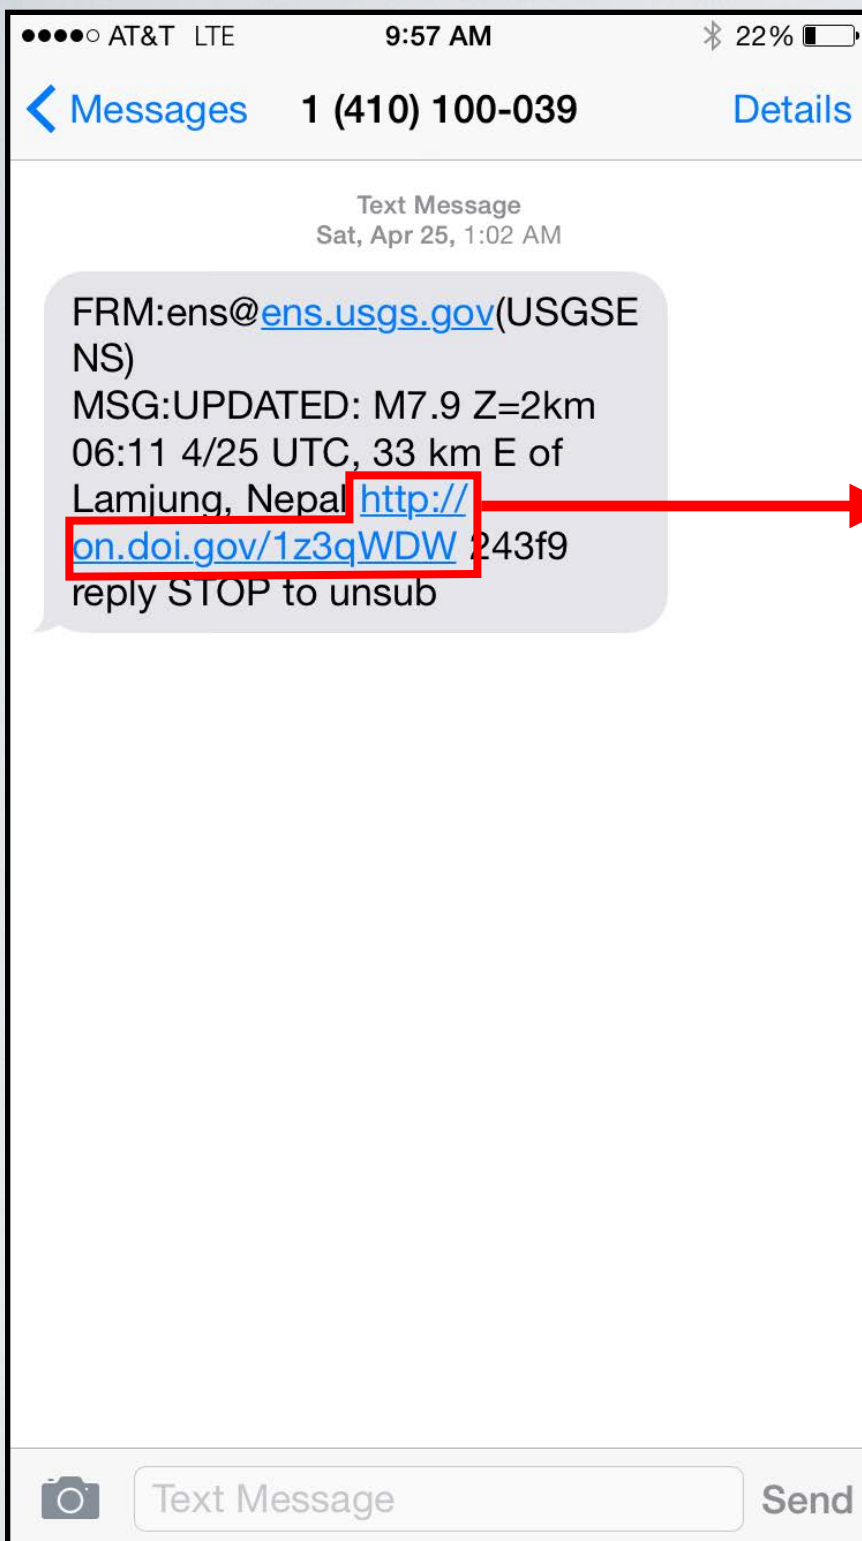 AT&T LTE 9:57 AM 22%
Messages 1 (410) 100-039 Details
Text Message
Sat, Apr 25, 1:02 AM
FRM:ens@ens.usgs.gov(USGSE
NS)
MSG:UPDATED: M7.9 Z=2km
06:11 4/25 UTC, 33 km E of
Lamjung, Nepal http://
on.doi.gov/1z3qWDW 243f9
reply STOP to unsub
Text Message Send